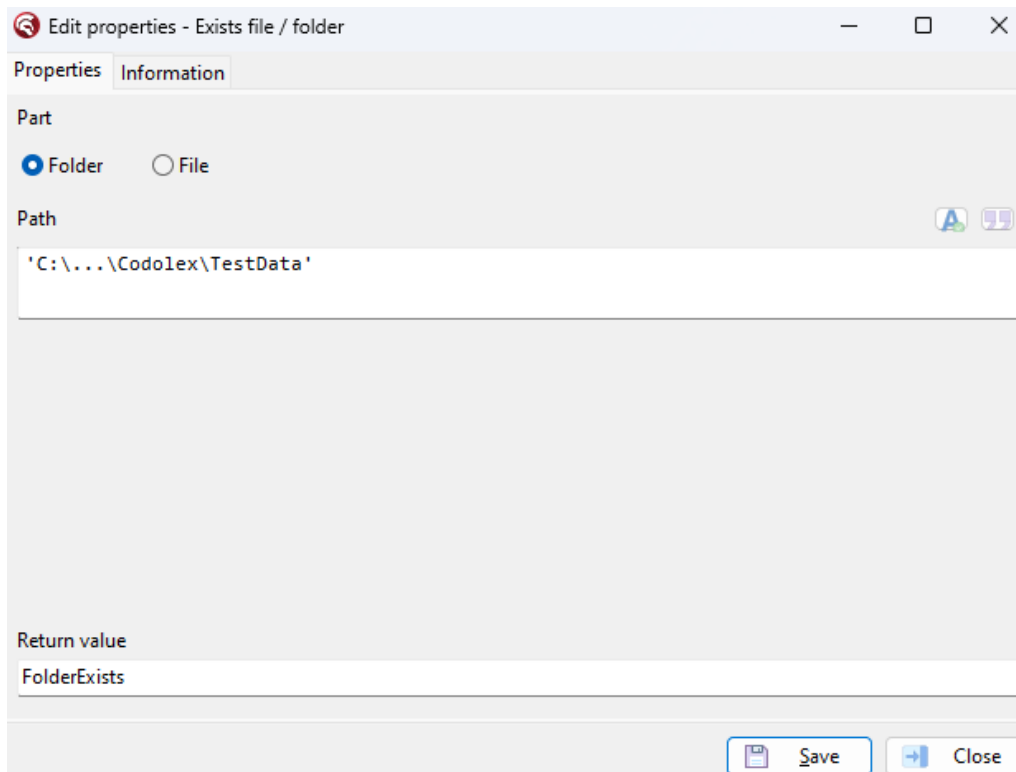 Edit properties - Exists file / folder
Properties Information
Part
Folder File
Path
'C:\...\Codolex\TestData'
Return value
FolderExists
Save Close